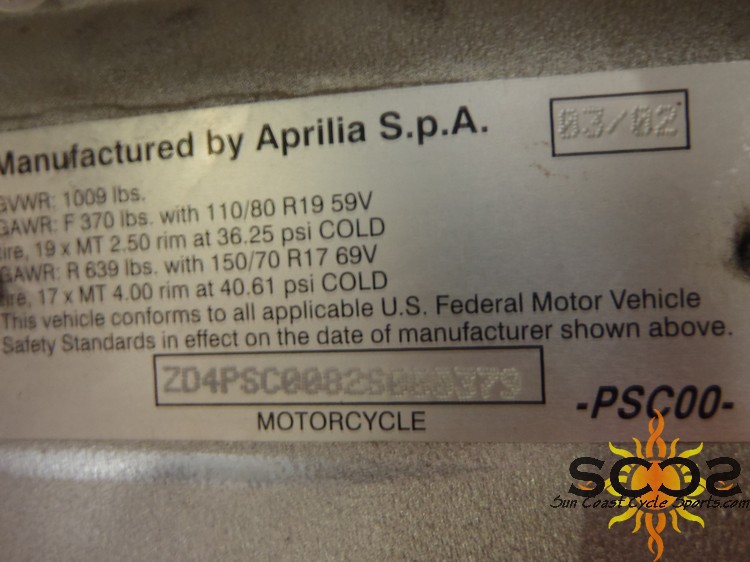 Manufactured by Aprilia S.p.A.
03/02
GVWR: 1009 lbs.
GAWR: F 370 lbs. with 110/80 R19 59V
tire, 19 x MT 2.50 rim at 36.25 psi COLD
GAWR: R 639 lbs. with 150/70 R17 69V
tire, 17 x MT 4.00 rim at 40.61 psi COLD
This vehicle conforms to all applicable U.S. Federal Motor Vehicle
Safety Standards in effect on the date of manufacturer shown above.
-PSC00-
MOTORCYCLE
SCCS
Sun Coast Cycle Sports.com